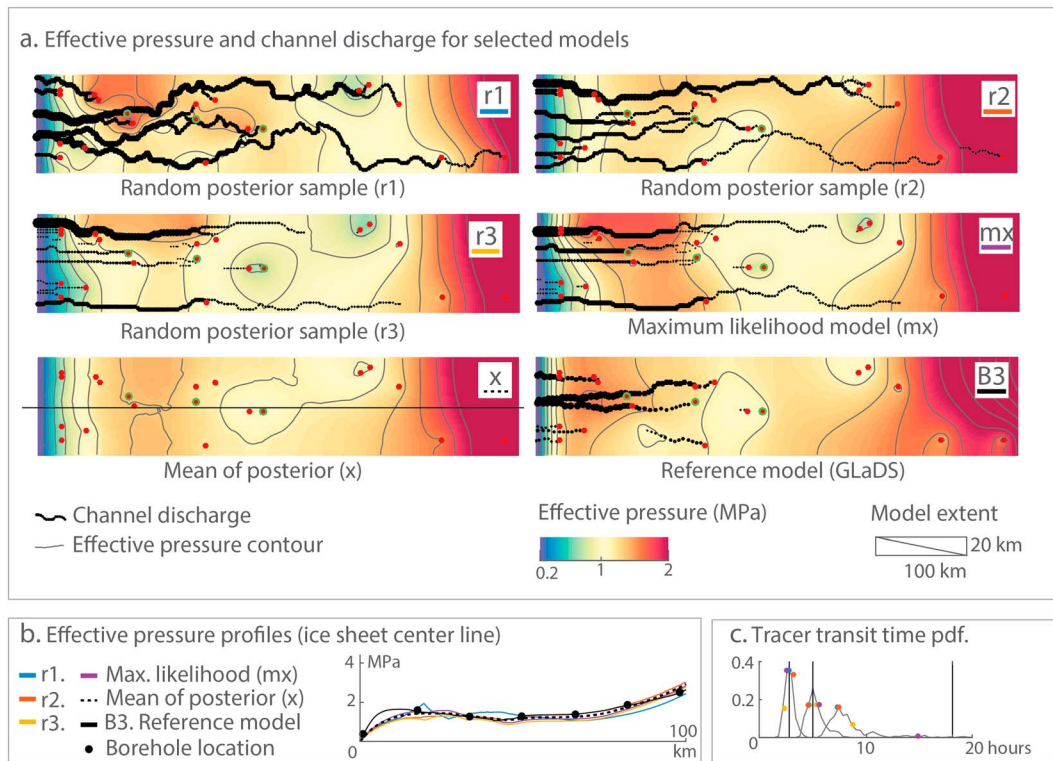 a. Effective pressure and channel discharge for selected models
r1
r2
Random posterior sample (r1)
Random posterior sample (r2)
r3
mx
Random posterior sample (r3)
Maximum likelihood model (mx)
x
B3
Mean of posterior (x)
Reference model (GLaDS)
Channel discharge
Effective pressure contour
Effective pressure (MPa)
0.2 1 2
Model extent
20 km
100 km
b. Effective pressure profiles (ice sheet center line)
r1.
r2.
r3.
Max. likelihood (mx)
Mean of posterior (x)
B3. Reference model
Borehole location
4 MPa
2
0
100
km
c. Tracer transit time pdf.
0.4
0.2
0 10 20 hours